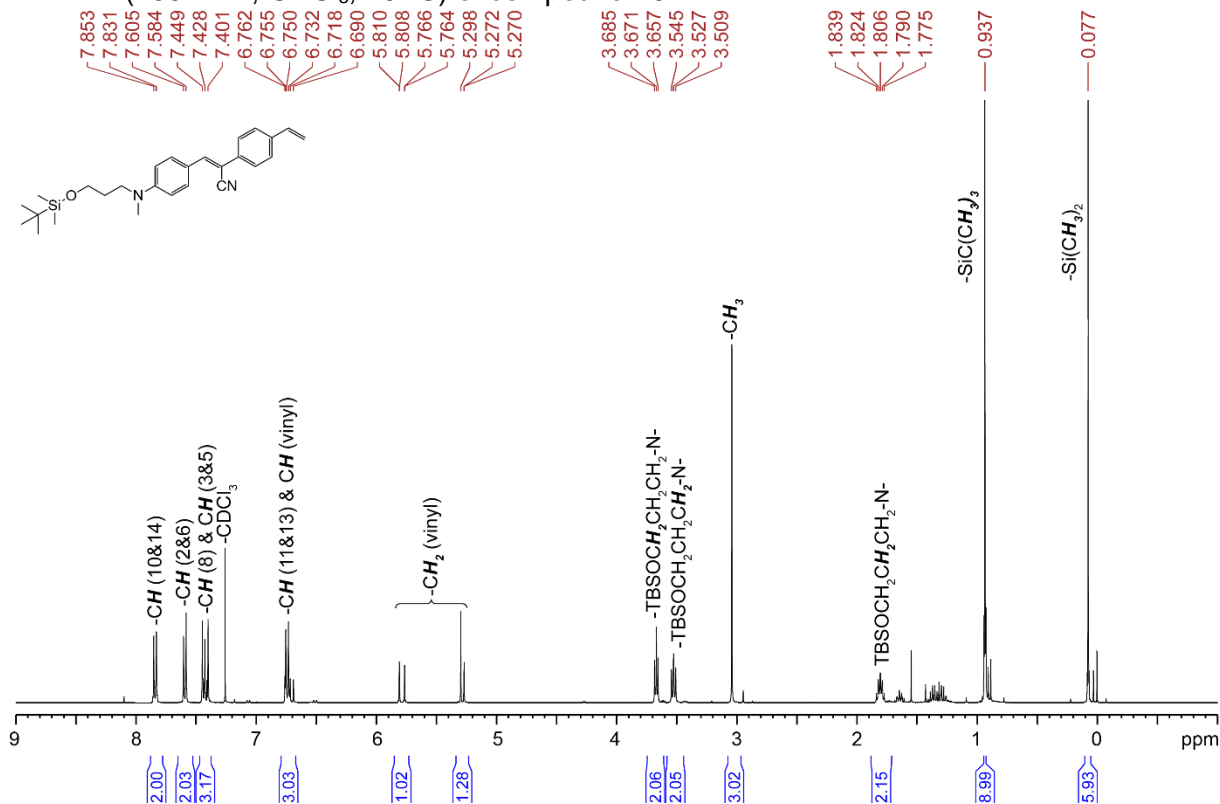 7.853
7.831
7.605
7.584
7.449
7.428
7.401
6.762
6.755
6.750
6.732
6.718
6.690
5.810
5.808
5.766
5.764
5.298
5.272
5.270
3.685
3.671
3.657
3.545
3.527
3.509
1.839
1.824
1.806
1.790
1.775
0.937
0.077
CN
N
O
Si
-CH (10&14)
-CH (2&6)
-CH (8) & CH (3&5)
-CDCl3
-CH (11&13) & CH (vinyl)
-CH2 (vinyl)
-TBSOCH2CH2CH2-N-
-TBSOCH2CH2CH2-N-
-CH3
TBSOCH2CH2CH2-N-
-SiC(CH3)3
-Si(CH3)2
9 8 7 6 5 4 3 2 1 0 ppm
2.00
2.03
3.17
3.03
1.02
1.28
2.06
2.05
3.02
2.15
8.99
5.93